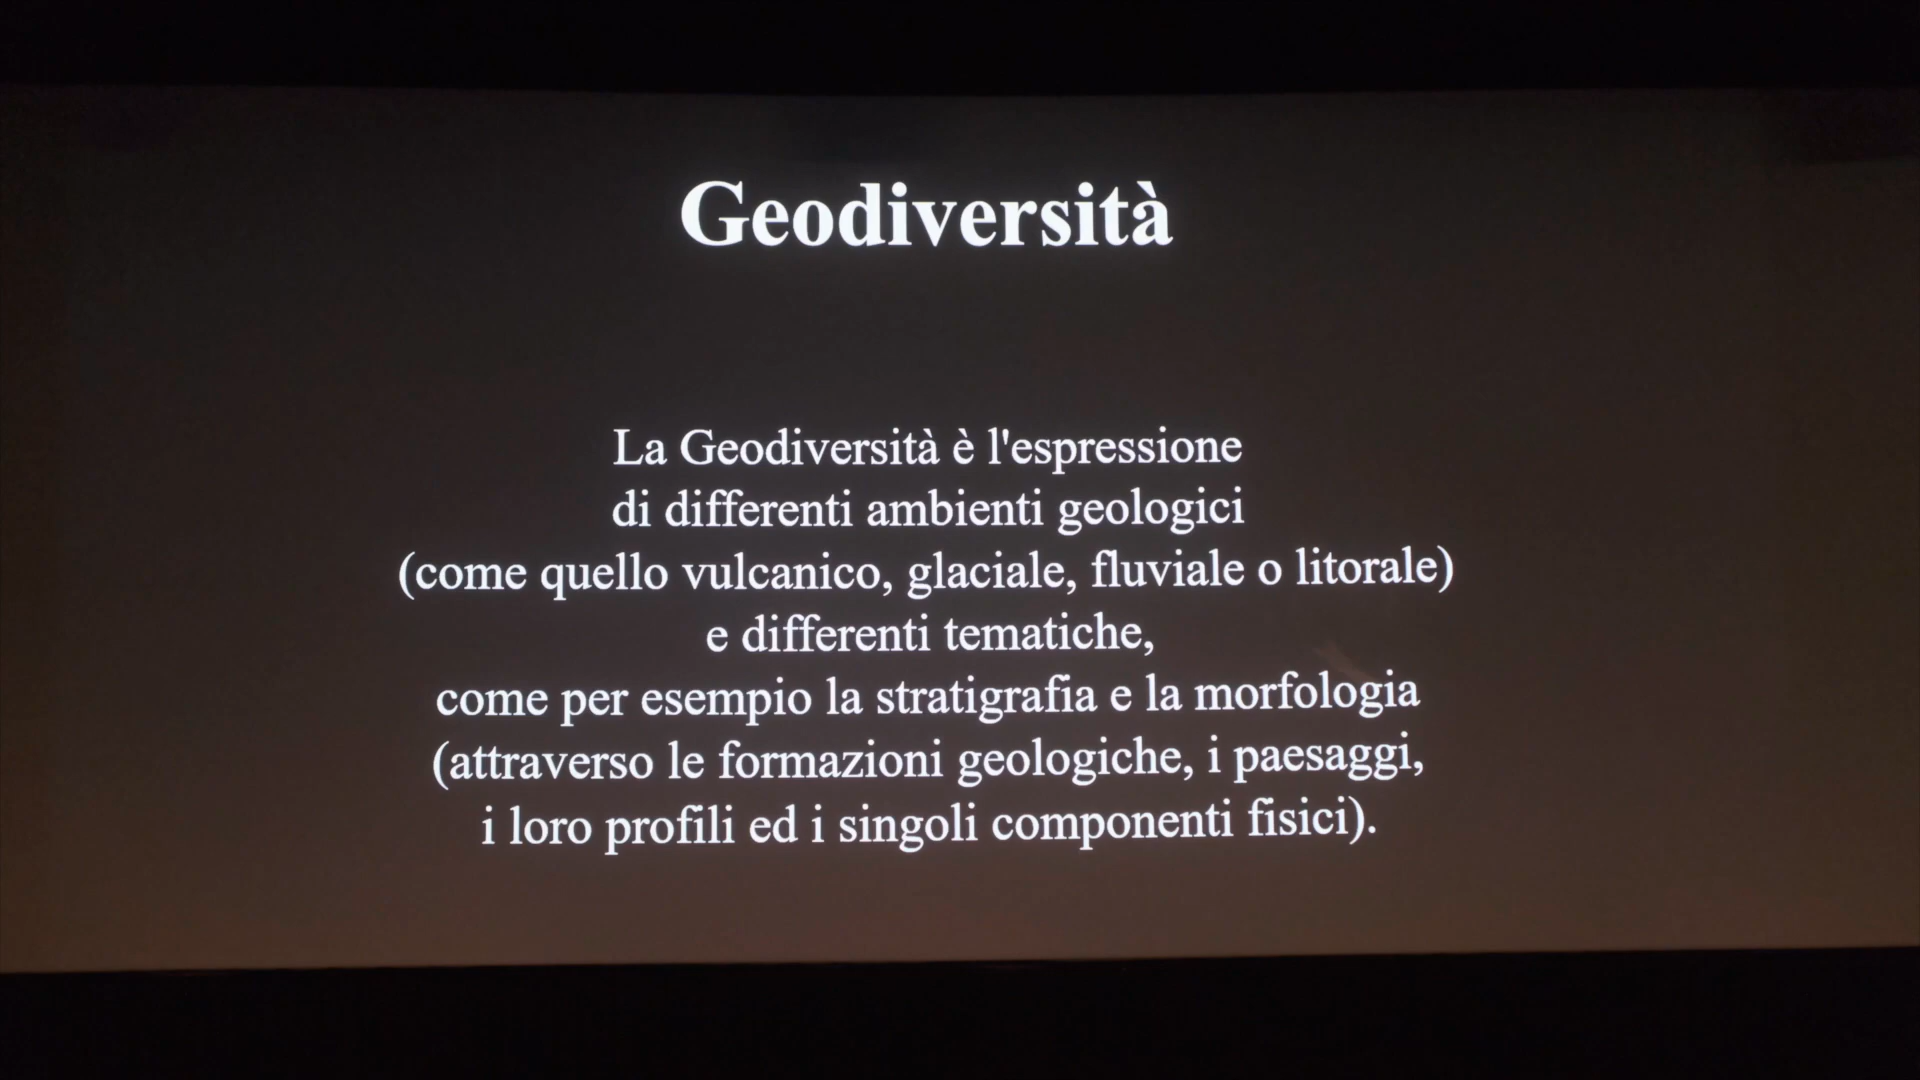 Geodiversità
La Geodiversità è l'espressione
di differenti ambienti geologici
(come quello vulcanico, glaciale, fluviale o litorale)
e differenti tematiche,
come per esempio la stratigrafia e la morfologia
(attraverso le formazioni geologiche, i paesaggi,
i loro profili ed i singoli componenti fisici).